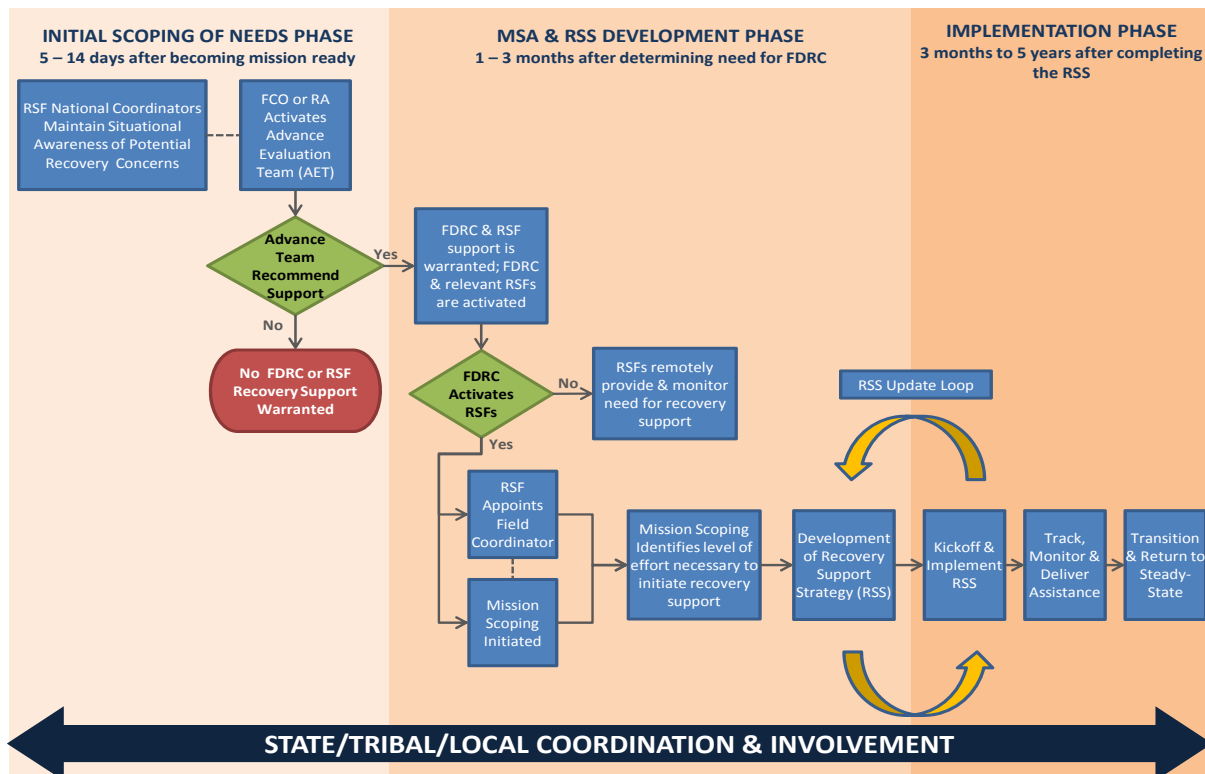 INITIAL SCOPING OF NEEDS PHASE
5 – 14 days after becoming mission ready
MSA & RSS DEVELOPMENT PHASE
1 – 3 months after determining need for FDRC
IMPLEMENTATION PHASE
3 months to 5 years after completing
the RSS
RSF National Coordinators
Maintain Situational
Awareness of Potential
Recovery Concerns
FCO or RA
Activates
Advance
Evaluation
Team (AET)
Advance
Team
Recommend
Support
Yes
No
No FDRC or RSF
Recovery Support
Warranted
FDRC & RSF
support is
warranted; FDRC
& relevant RSFs
are activated
FDRC
Activates
RSFs
No
Yes
RSFs remotely
provide & monitor
need for recovery
support
RSS Update Loop
RSF
Appoints
Field
Coordinator
Mission
Scoping
Initiated
Mission Scoping
Identifies level of
effort necessary to
initiate recovery
support
Development
of Recovery
Support
Strategy (RSS)
Kickoff &
Implement
RSS
Track,
Monitor &
Deliver
Assistance
Transition
& Return to
Steady-
State
STATE/TRIBAL/LOCAL COORDINATION & INVOLVEMENT